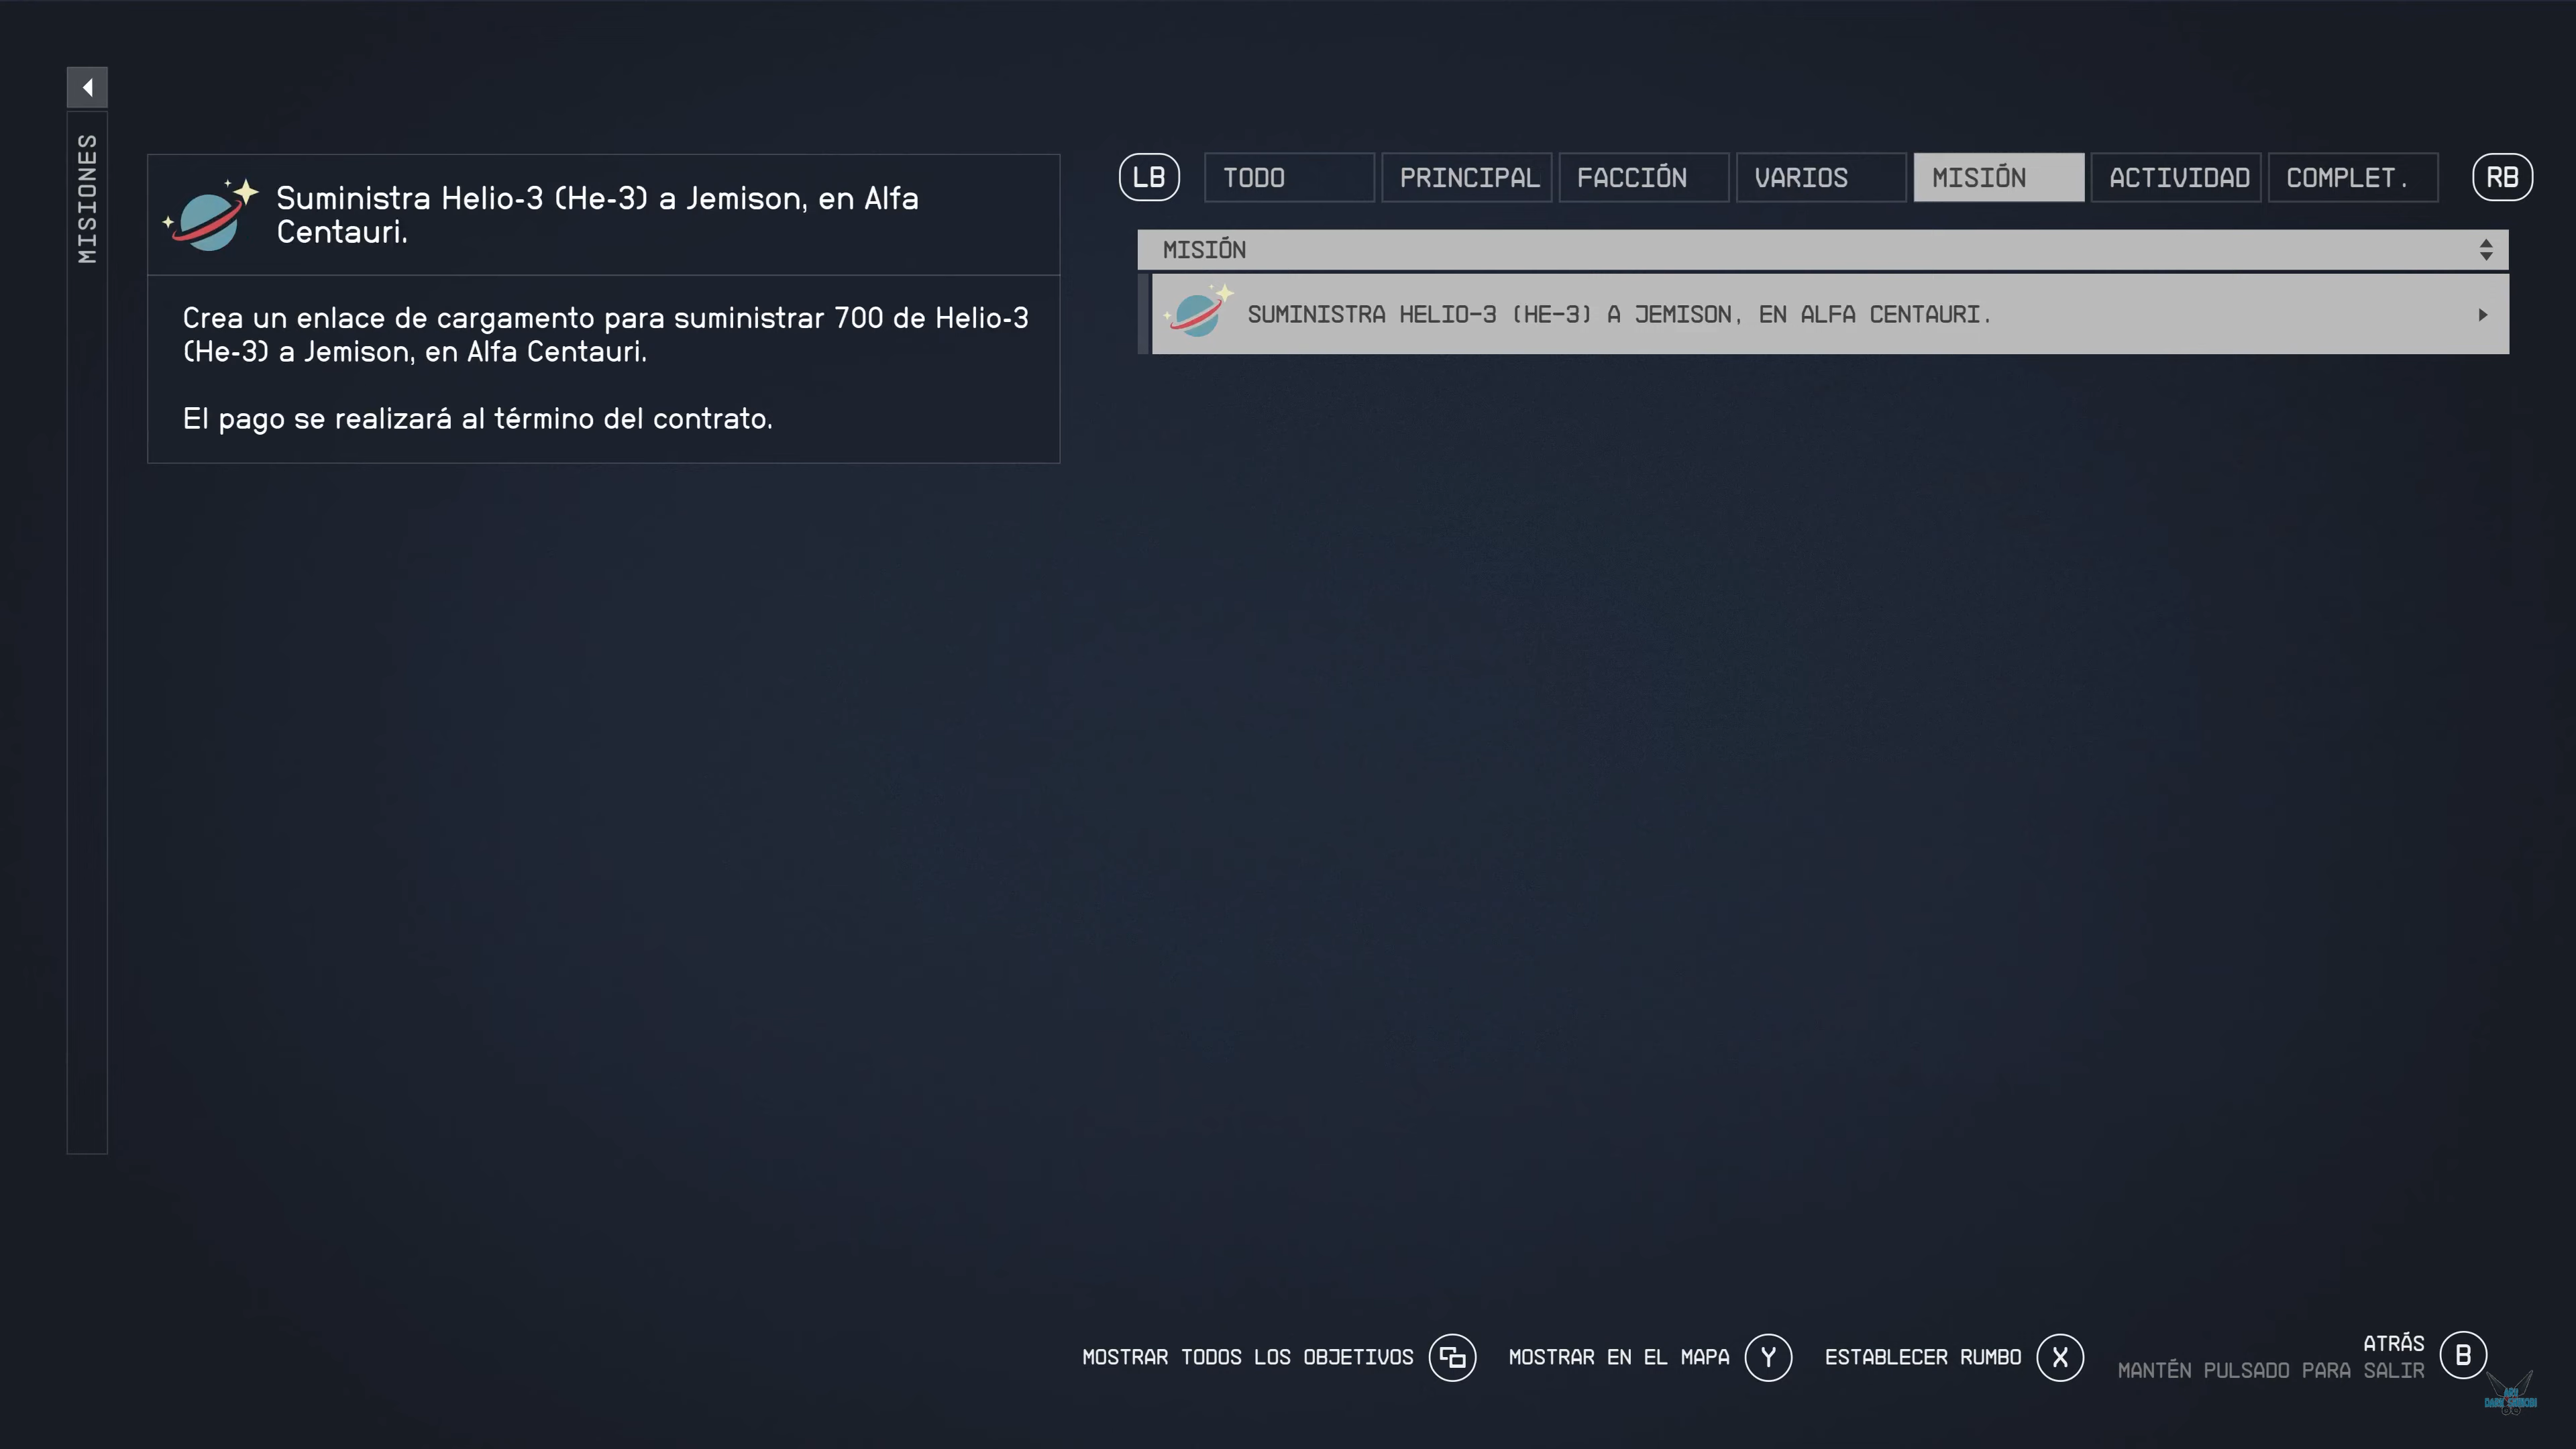 MISIONES
Suministra Helio-3 (He-3) a Jemison, en Alfa
Centauri.
Crea un enlace de cargamento para suministrar 700 de Helio-3
(He-3) a Jemison, en Alfa Centauri.
El pago se realizará al término del contrato.
LB TODO PRINCIPAL FACCIÓN VARIOS MISIÓN ACTIVIDAD COMPLET. RB
MISIÓN
SUMINISTRA HELIO-3 (HE-3) A JEMISON, EN ALFA CENTAURI.
MOSTRAR TODOS LOS OBJETIVOS MOSTRAR EN EL MAPA Y ESTABLECER RUMBO X ATRÁS B
MANTÉN PULSADO PARA SALIR